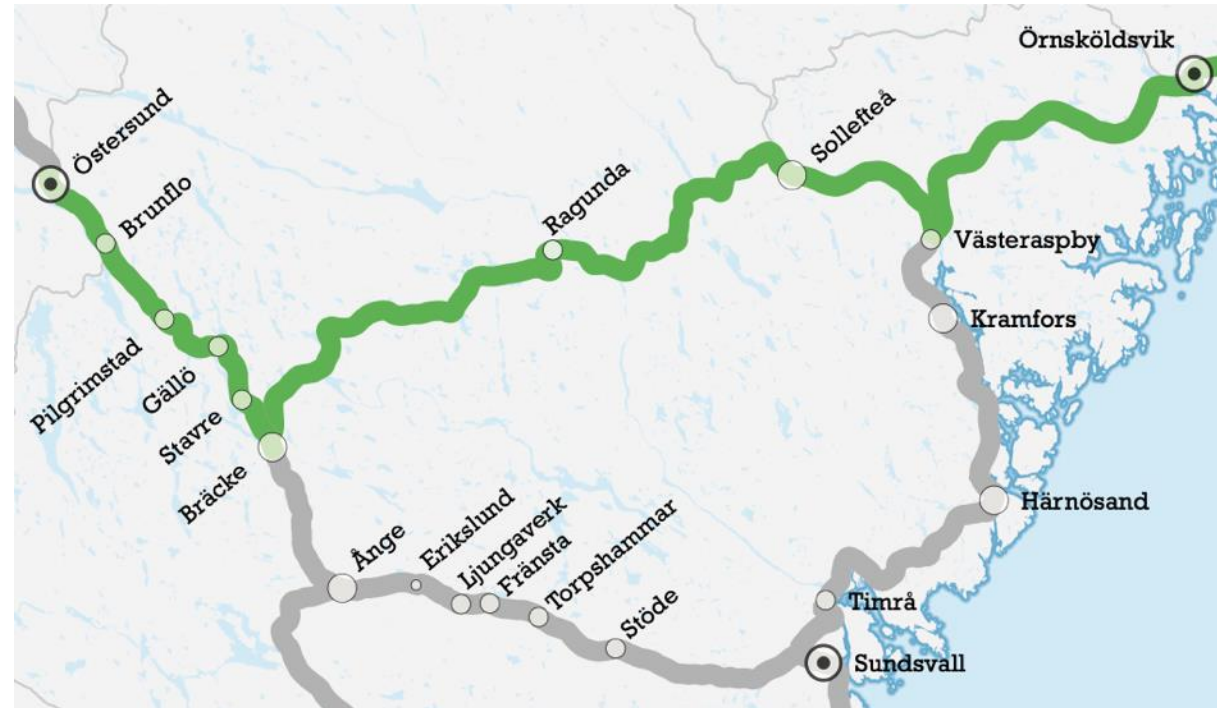 Örnsköldsvik
Östersund
Sollefteå
Brunflo
Ragunda
Västeraspby
Kramfors
Pilgrimstad
Gällö
Stavre
Bräcke
Härnösand
Ånge
Erikslund
Ljungaverk
Fränsta
Torpshammar
Stöde
Timrå
Sundsvall